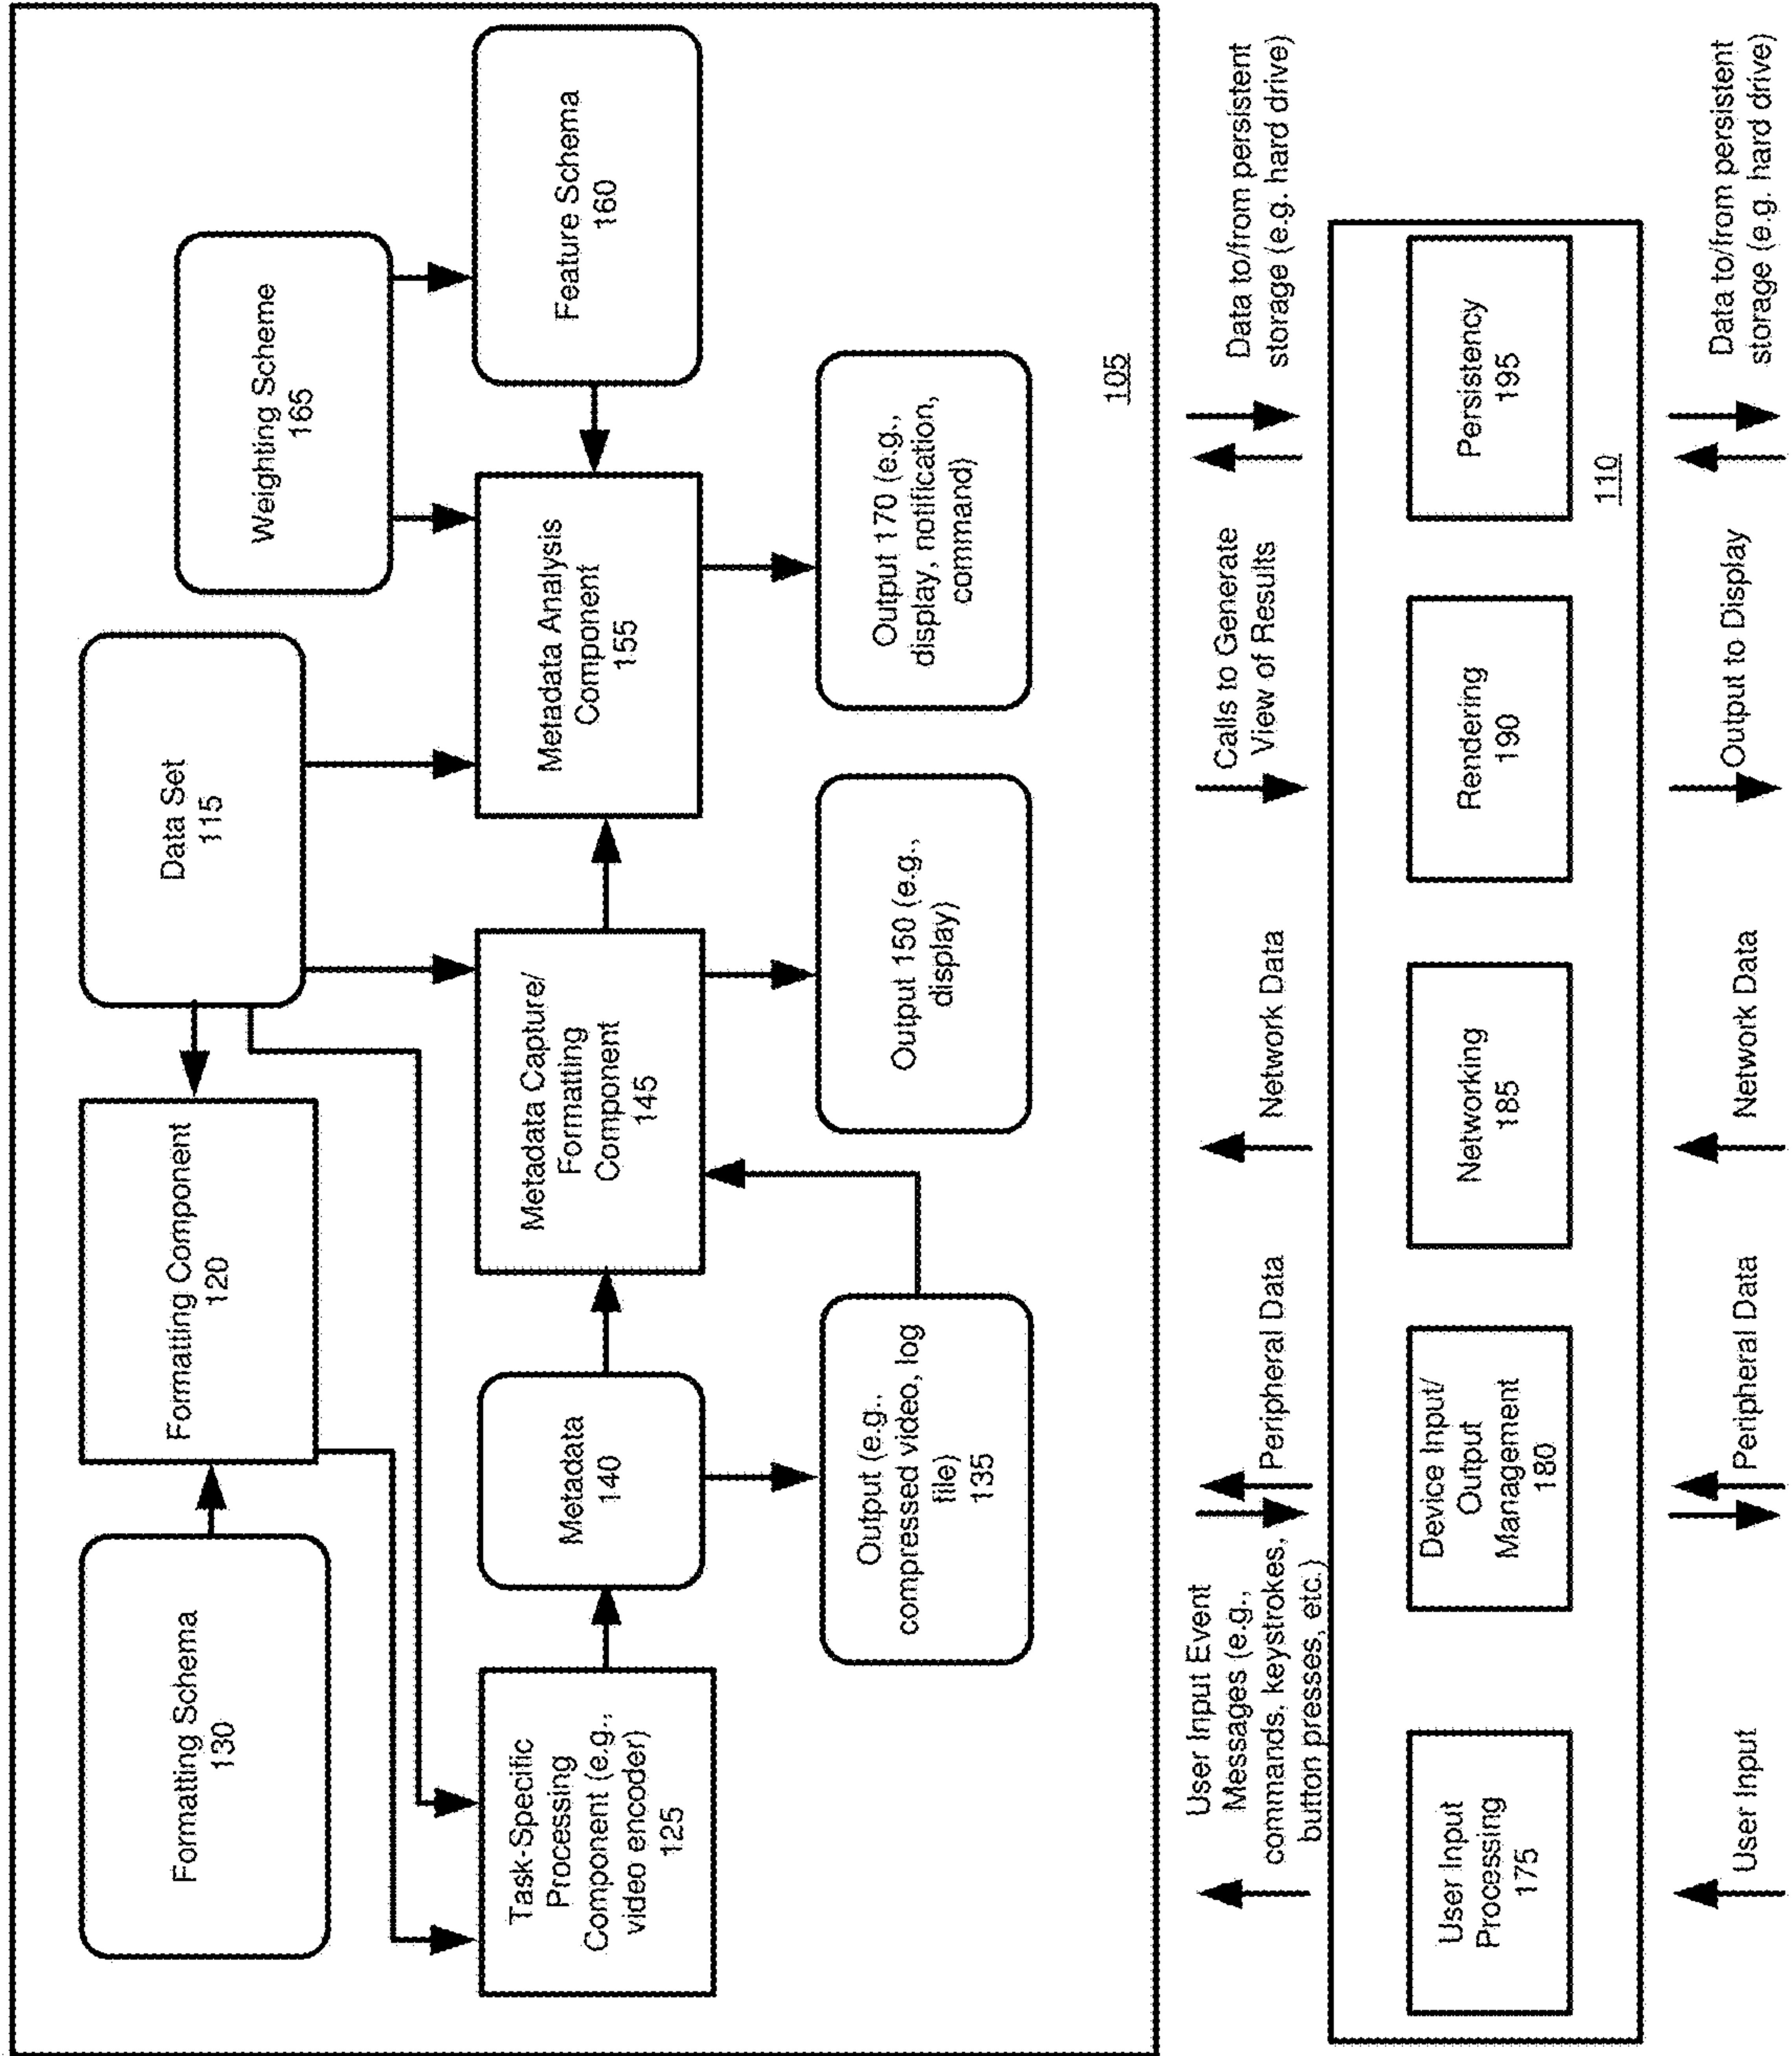 Formatting Schema
130
Formating Component
120
Data Set
115
Weighting Scheme
165
Task-Specific
Processing
Component (e.g.,
video encoder)
125
Metadata
140
Metadata Capture/
Formatting
Component
145
Metadata Analysis
Component
155
Feature Schema
160
Output (e.g.,
compressed video, log
file)
135
Output 150 (e.g.,
display)
Output 170 (e.g.,
display, notification,
command)
105
User Input Event
Messages (e.g.,
commands, keystrokes,
button presses, etc.)
Peripheral Data
Network Data
Calls to Generate
View of Results
Data to/from persistent
storage (e.g. hard drive)
User Input
Processing
175
Device Input/
Output
Management
180
Networking
185
Rendering
190
Persistency
195
110
User Input
Peripheral Data
Network Data
Output to Display
Data to/from persistent
storage (e.g. hard drive)